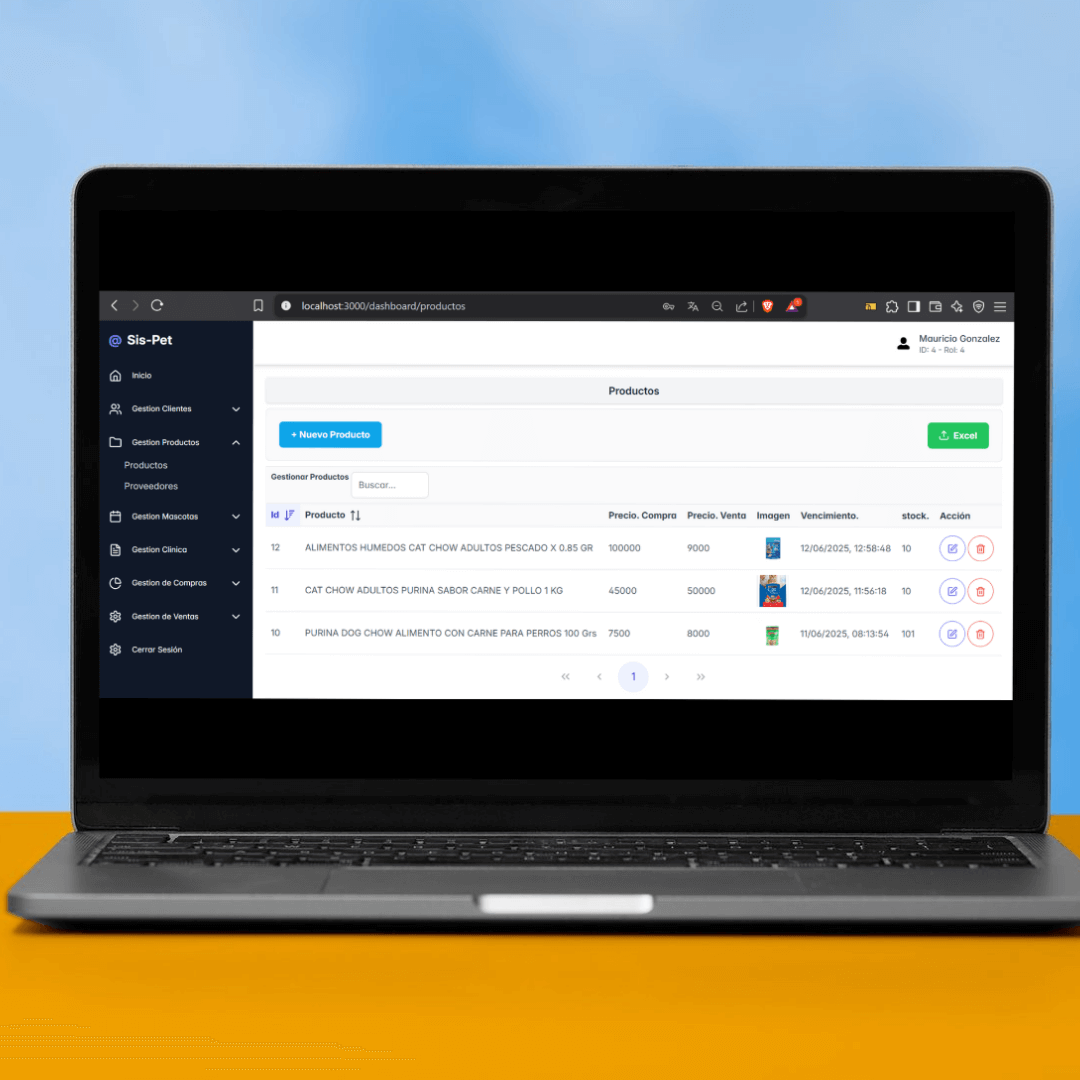 localhost:3000/dashboard/productos
@ Sis-Pet
Mauricio Gonzalez
ID: 4 - Rol: 4
Inicio
Gestion Clientes
Gestion Productos
Productos
Proveedores
Gestion Mascotas
Gestion Clinica
Gestion de Compras
Gestion de Ventas
Cerrar Sesión
Productos
+ Nuevo Producto
Excel
Gestionar Productos
Buscar...
Id Producto Precio. Compra Precio. Venta Imagen Vencimiento. stock. Acción
12 ALIMENTOS HUMEDOS CAT CHOW ADULTOS PESCADO X 0.85 GR 100000 9000 12/06/2025, 12:58:48 10
11 CAT CHOW ADULTOS PURINA SABOR CARNE Y POLLO 1 KG 45000 50000 12/06/2025, 11:56:18 10
10 PURINA DOG CHOW ALIMENTO CON CARNE PARA PERROS 100 Grs 7500 8000 11/06/2025, 08:13:54 101
« ‹ 1 › »